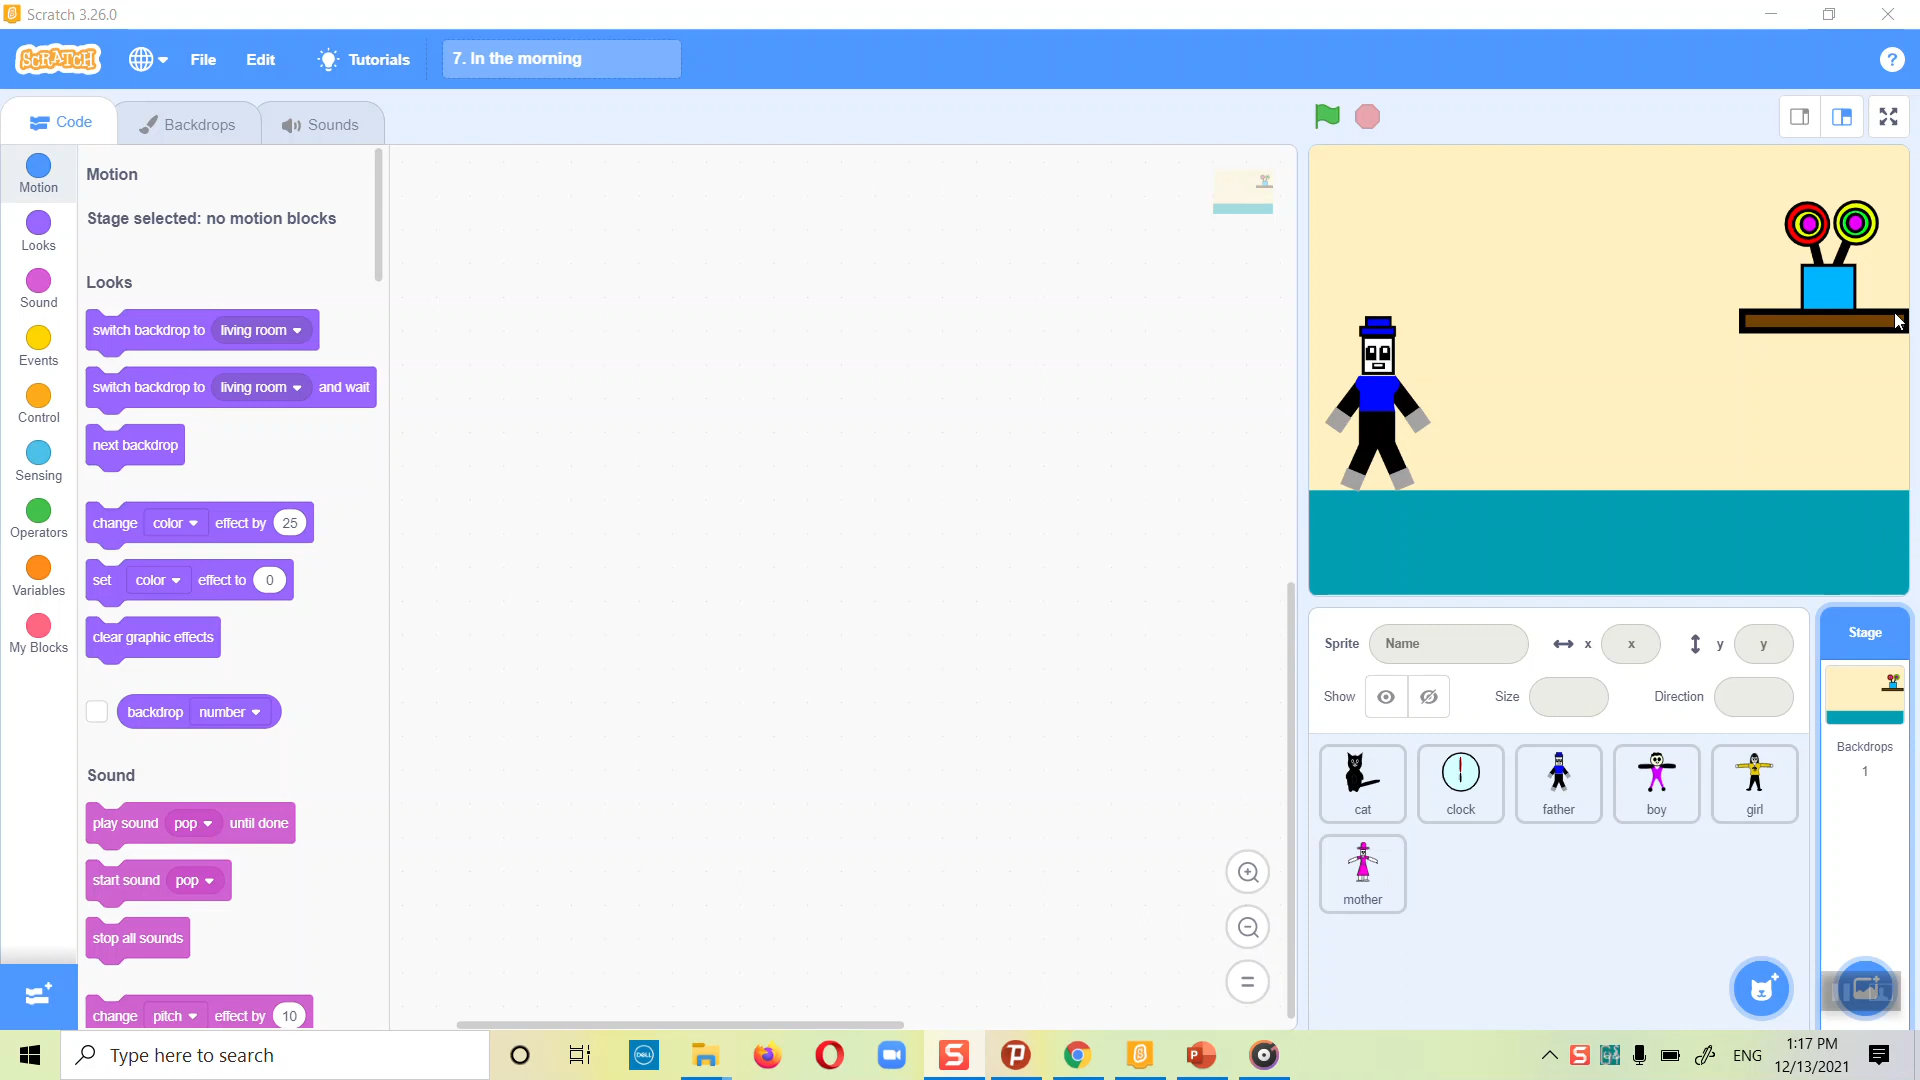 Scratch 3.26.0
SCRATCH File Edit Tutorials 7. In the morning ?
Code Backdrops Sounds
Motion
Looks
Sound
Events
Control
Sensing
Operators
Variables
My Blocks
Motion
Stage selected: no motion blocks
Looks
switch backdrop to living room
switch backdrop to living room and wait
next backdrop
change color effect by 25
set color effect to 0
clear graphic effects
backdrop number
Sound
play sound pop until done
start sound pop
stop all sounds
change pitch effect by 10
Sprite Name x x y y
Show Size Direction
cat clock father boy girl
mother
Stage
Backdrops
1
Type here to search
DELL
ENG
1:17 PM
12/13/2021